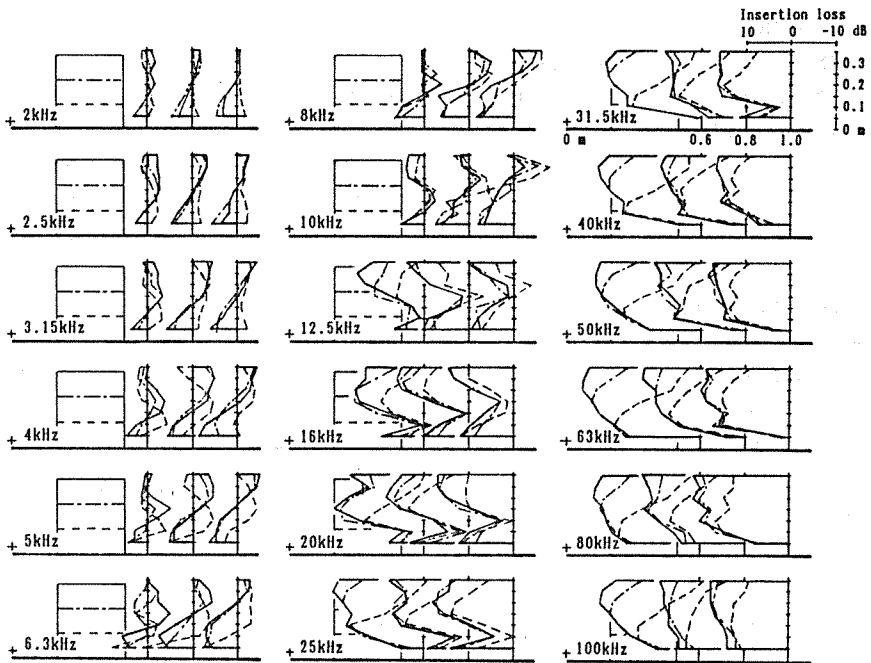 Insertion loss
10 0 -10 dB
+ 2kHz
+ 8kHz
+ 31.5kHz
0.3
0.2
0.1
0 m
0 m 0.6 0.8 1.0
+ 2.5kHz
+ 10kHz
+ 40kHz
+ 3.15kHz
+ 12.5kHz
+ 50kHz
+ 4kHz
+ 16kHz
+ 63kHz
+ 5kHz
+ 20kHz
+ 80kHz
+ 6.3kHz
+ 25kHz
+ 100kHz